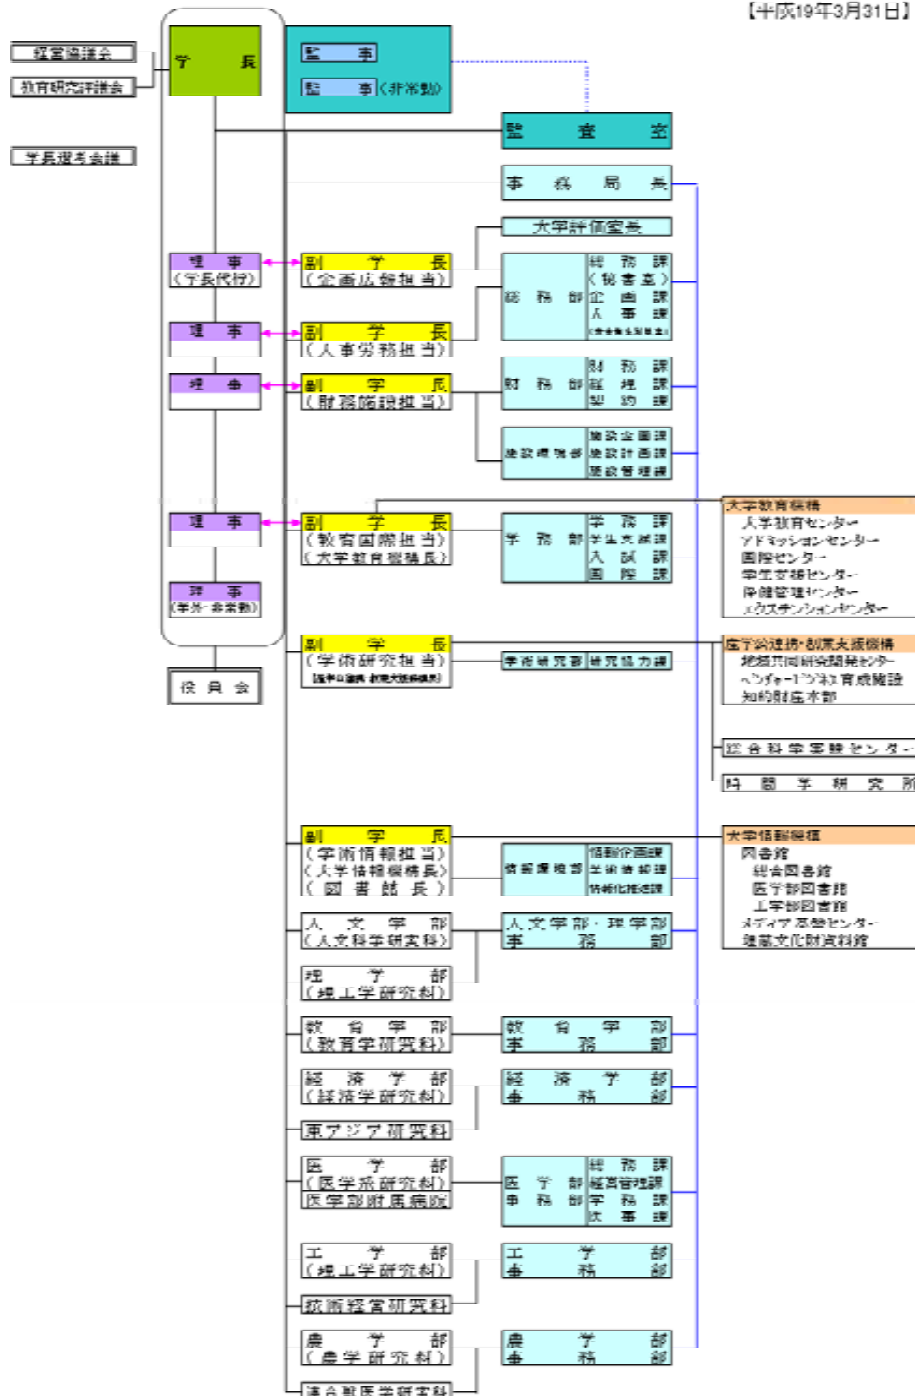 【平成19年3月31日】
経営協議会
教育研究評議会
学長選考会議
学長
監事
監事(非常勤)
監査室
事務局長
大学評価室長
理事
(学長代行)
副学長
(企画広報担当)
総務部
総務課
(秘書室)
企画課
人事課
理事
副学長
(人事労務担当)
理事
副学長
(財務施設担当)
財務部
財務課
経理課
契約課
施設環境部
施設企画課
施設計画課
施設管理課
理事
副学長
(教育国際担当)
(大学教育機構長)
学務部
学務課
学生支援課
入試課
国際課
大学教育機構
大学教育センター
アドミッションセンター
国際センター
学生支援センター
保健管理センター
エクステンションセンター
理事
(学外・非常勤)
役員会
副学長
(学術研究担当)
学術研究部
研究協力課
産学公連携・創業支援機構
地域共同研究開発センター
ベンチャービジネス育成施設
知的財産本部
総合科学実験センター
時間学研究所
副学長
(学術情報担当)
(大学情報機構長)
(図書館長)
情報環境部
情報企画課
学術情報課
情報化推進課
大学情報機構
図書館
総合図書館
医学部図書館
工学部図書館
メディア基盤センター
埋蔵文化財資料館
人文学部
(人文科学研究科)
人文学部・理学部
事務部
理学部
(理工学研究科)
教育学部
(教育学研究科)
教育学部
事務部
経済学部
(経済学研究科)
経済学部
事務部
東アジア研究科
医学部
(医学系研究科)
医学部附属病院
医学部
事務部
総務課
経営管理課
学務課
医事課
工学部
(理工学研究科)
工学部
事務部
技術経営研究科
農学部
(農学研究科)
農学部
事務部
連合獣医学研究科